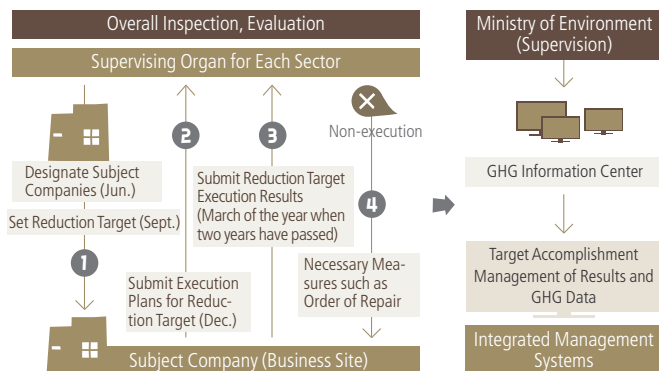 Overall Inspection, Evaluation
Supervising Organ for Each Sector
Designate Subject
Companies (Jun.)
Set Reduction Target (Sept.)
1
2
Submit Execution
Plans for Reduc-
tion Target (Dec.)
3
Submit Reduction Target
Execution Results
(March of the year when
two years have passed)
Non-execution
4
Necessary Mea-
sures such as
Order of Repair
Subject Company (Business Site)
Ministry of Environment
(Supervision)
GHG Information Center
Target Accomplishment
Management of Results and
GHG Data
Integrated Management
Systems